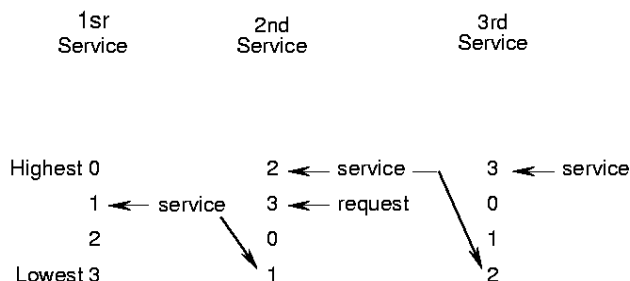 1sr 2nd 3rd
Service Service Service
Highest 0 2 service 3 service
1 service 3 request 0
2 0 1
Lowest 3 1 2